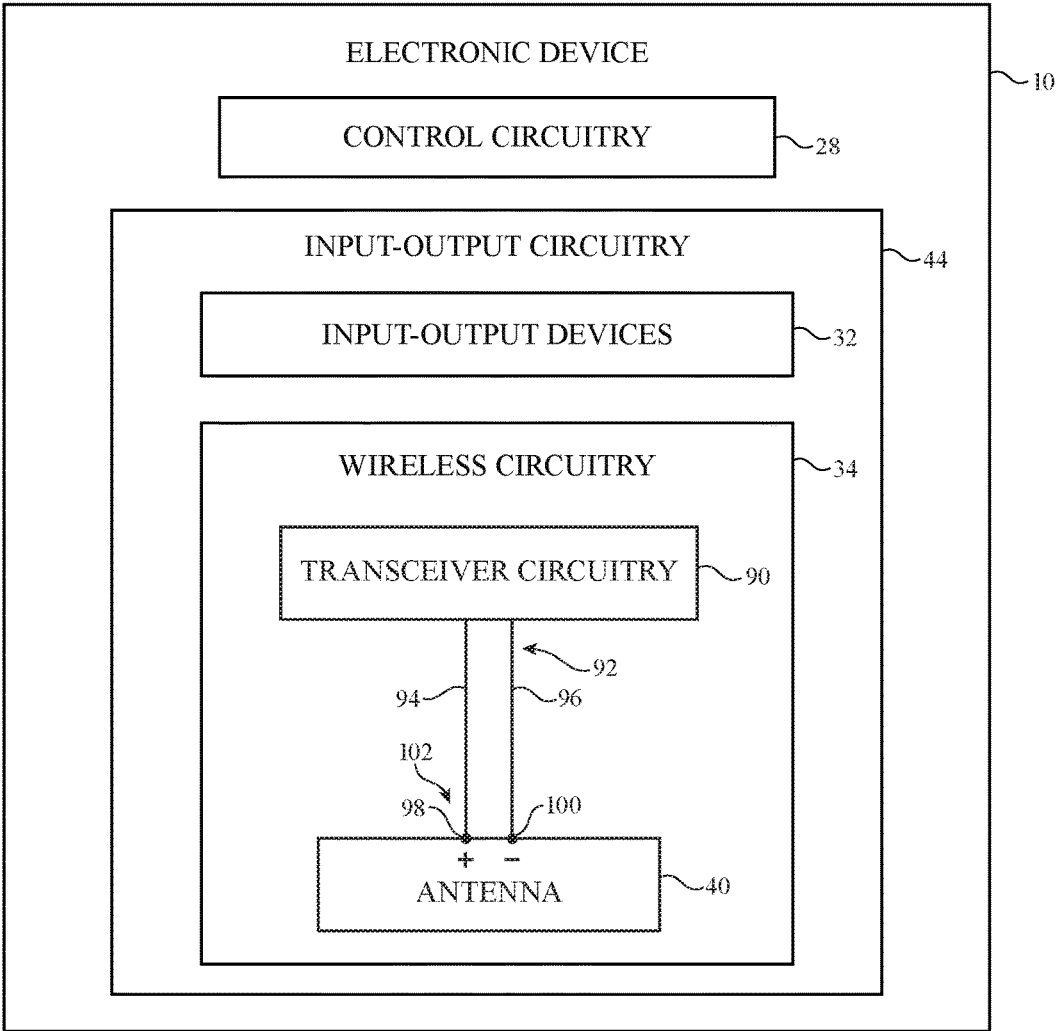 ELECTRONIC DEVICE
10
CONTROL CIRCUITRY
28
INPUT-OUTPUT CIRCUITRY
44
INPUT-OUTPUT DEVICES
32
WIRELESS CIRCUITRY
34
TRANSCEIVER CIRCUITRY
90
92
94
96
102
98
100
+ -
ANTENNA
40